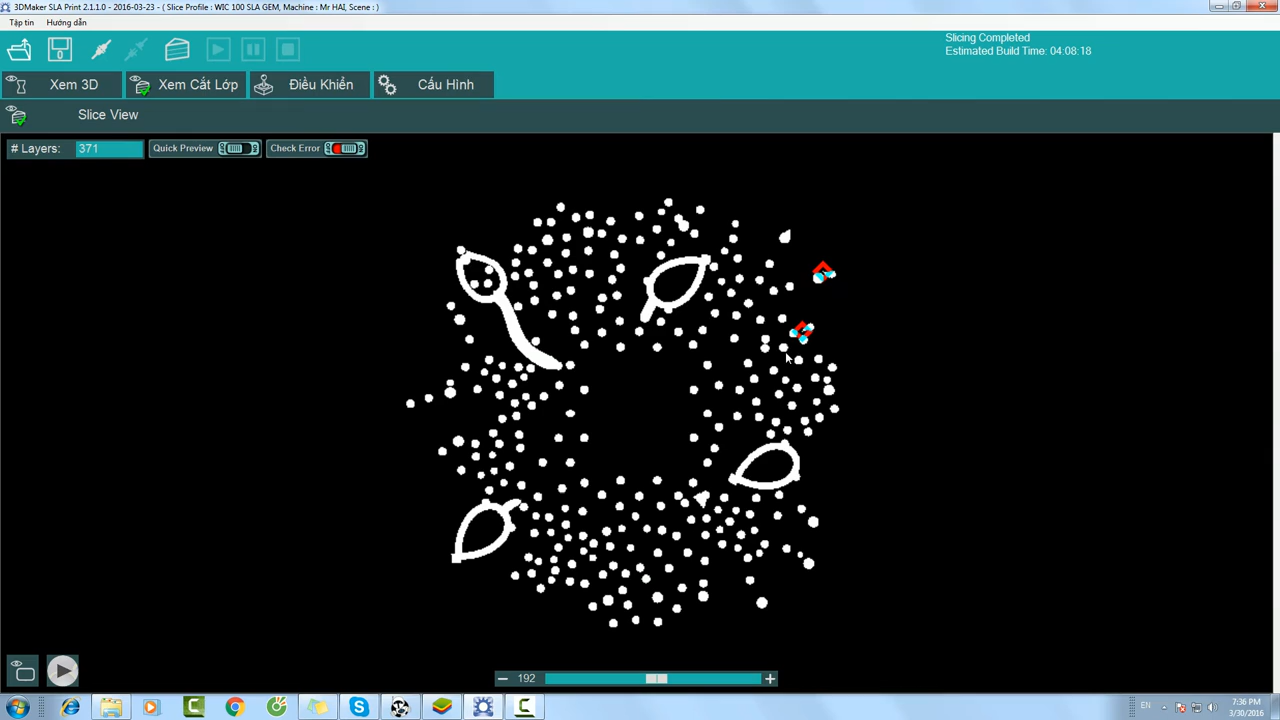 3DMaker SLA Print 2.1.1.0 - 2016-03-23 - ( Slice Profile : WIC 100 SLA GEM, Machine : Mr HAI, Scene : )
Tập tin Hướng dẫn
Slicing Completed
Estimated Build Time: 04:08:18
Xem 3D Xem Cắt Lớp Điều Khiển Cấu Hình
Slice View
# Layers: 371 Quick Preview Check Error
192
EN 7:36 PM
3/30/2016